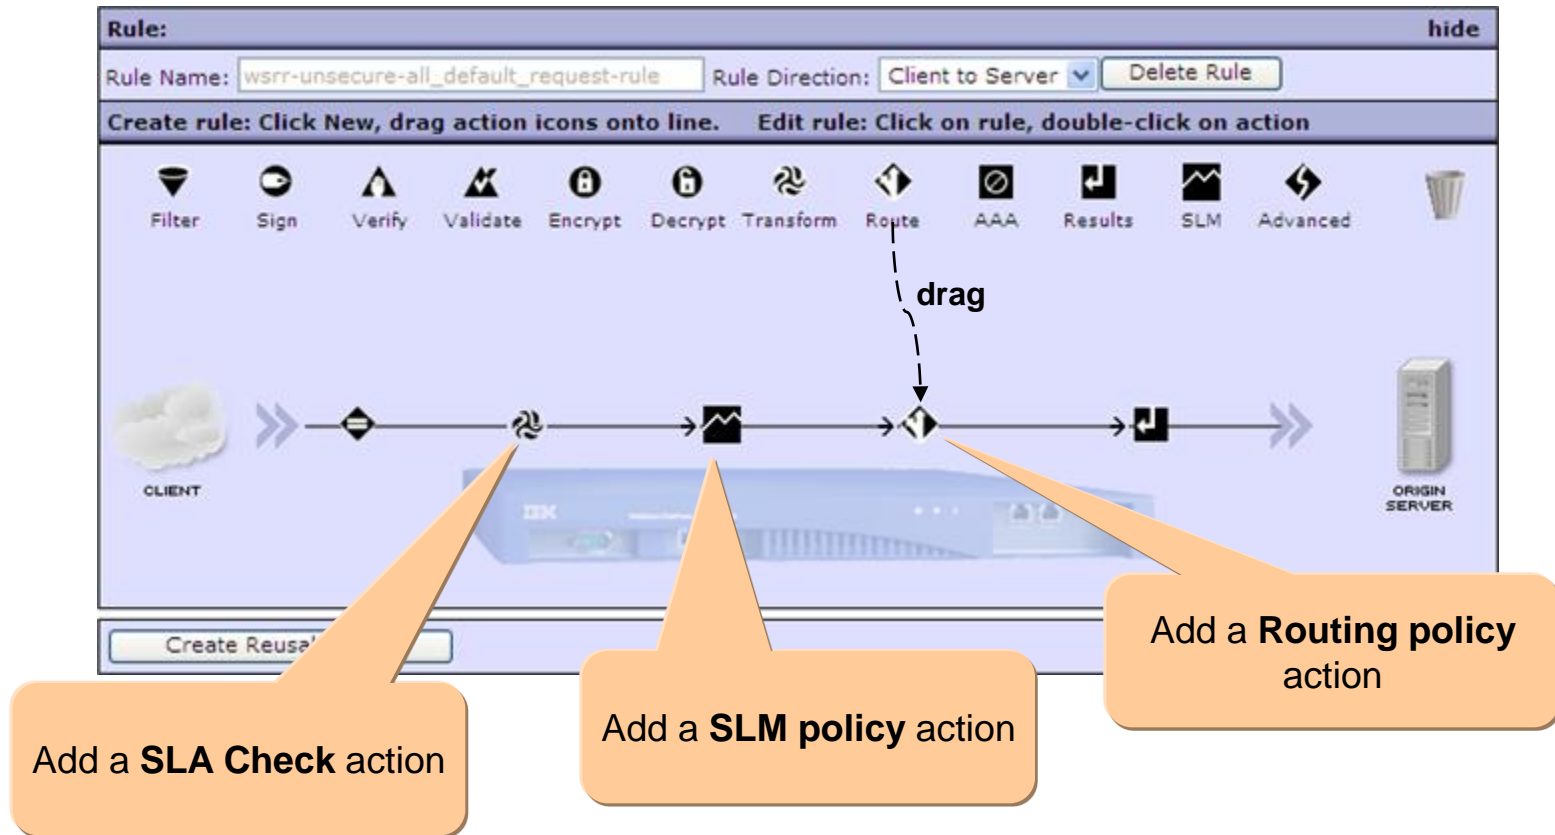 Rule: hide
Rule Name: wsrr-unsecure-all_default_request-rule Rule Direction: Client to Server Delete Rule
Create rule: Click New, drag action icons onto line. Edit rule: Click on rule, double-click on action
Filter Sign Verify Validate Encrypt Decrypt Transform Route AAA Results SLM Advanced
drag
CLIENT
ORIGIN
SERVER
IBM
Create Reusa
Add a Routing policy
action
Add a SLM policy action
Add a SLA Check action